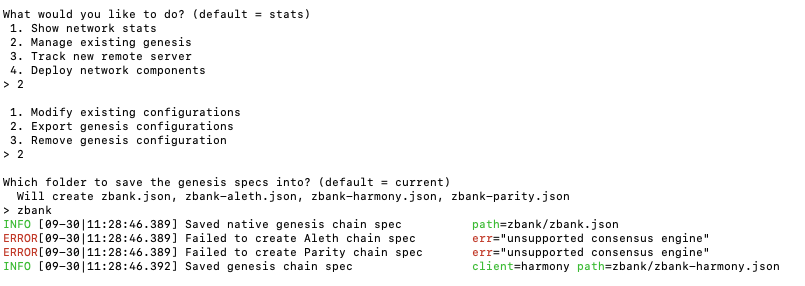 What would you like to do? (default = stats)
1. Show network stats
2. Manage existing genesis
3. Track new remote server
4. Deploy network components
> 2
1. Modify existing configurations
2. Export genesis configurations
3. Remove genesis configuration
> 2
Which folder to save the genesis specs into? (default = current)
Will create zbank.json, zbank-aleth.json, zbank-harmony.json, zbank-parity.json
> zbank
INFO [09-30|11:28:46.389] Saved native genesis chain spec path=zbank/zbank.json
ERROR[09-30|11:28:46.389] Failed to create Aleth chain spec err="unsupported consensus engine"
ERROR[09-30|11:28:46.389] Failed to create Parity chain spec err="unsupported consensus engine"
INFO [09-30|11:28:46.392] Saved genesis chain spec client=harmony path=zbank/zbank-harmony.json